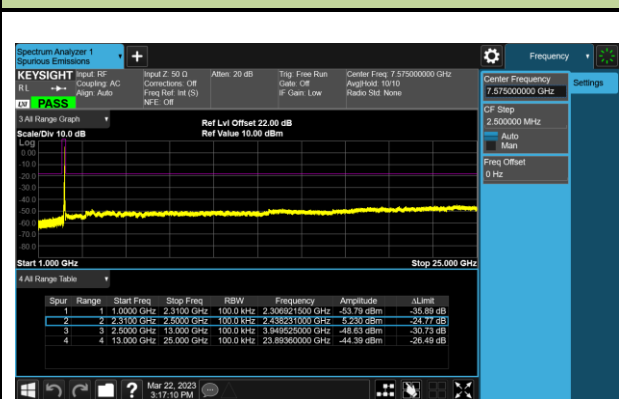 Spectrum Analyzer 1
Spurious Emissions
+
Frequency
KEYSIGHT Input: RF Input Z: 50 Ω Atten: 20 dB Trig: Free Run Center Freq: 7.575000000 GHz
RL Coupling: AC Corrections: Off Gate: Off Avg|Hold: 10/10
Align: Auto Freq Ref: Int (S) IF Gain: Low Radio Std: None
LXI PASS NFE: Off
Center Frequency
7.575000000 GHz
Settings
CF Step
2.500000 MHz
Auto
Man
Freq Offset
0 Hz
3 All Range Graph
Ref Lvl Offset 22.00 dB
Scale/Div 10.0 dB Ref Value 10.00 dBm
Log
0.00
-10.0
-20.0
-30.0
-40.0
-50.0
-60.0
-70.0
-80.0
Start 1.000 GHz Stop 25.000 GHz
4 All Range Table
Spur Range Start Freq Stop Freq RBW Frequency Amplitude ΔLimit
1 1 1.0000 GHz 2.3100 GHz 100.0 kHz 2.306921500 GHz -53.79 dBm -35.89 dB
2 2 2.3100 GHz 2.5000 GHz 100.0 kHz 2.438231000 GHz 5.230 dBm -24.77 dB
3 3 2.5000 GHz 13.000 GHz 100.0 kHz 3.949525000 GHz -48.63 dBm -30.73 dB
4 4 13.000 GHz 25.000 GHz 100.0 kHz 23.89360000 GHz -44.39 dBm -26.49 dB
?
Mar 22, 2023
3:17:10 PM